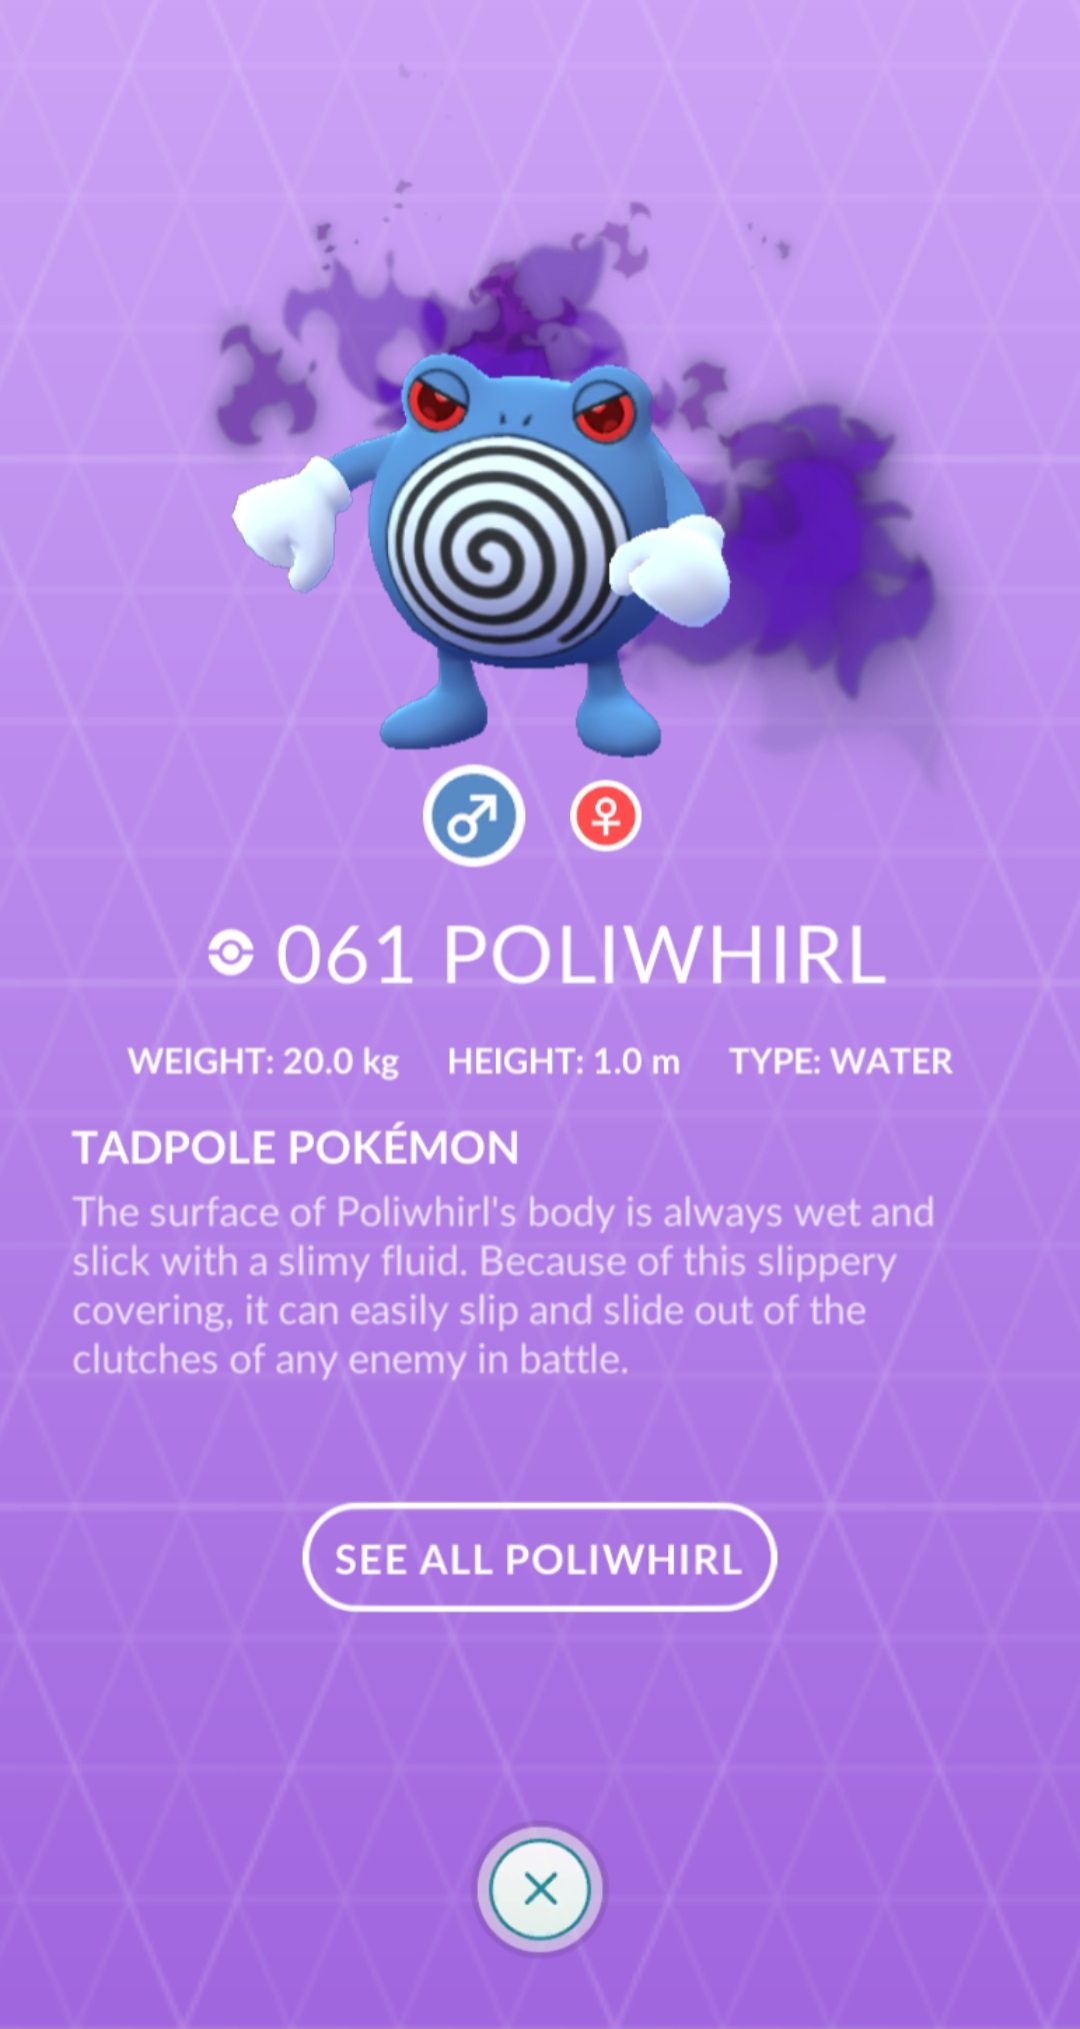 061 POLIWHIRL
WEIGHT: 20.0 kg HEIGHT: 1.0 m TYPE: WATER
TADPOLE POKÉMON
The surface of Poliwhirl's body is always wet and
slick with a slimy fluid. Because of this slippery
covering, it can easily slip and slide out of the
clutches of any enemy in battle.
SEE ALL POLIWHIRL